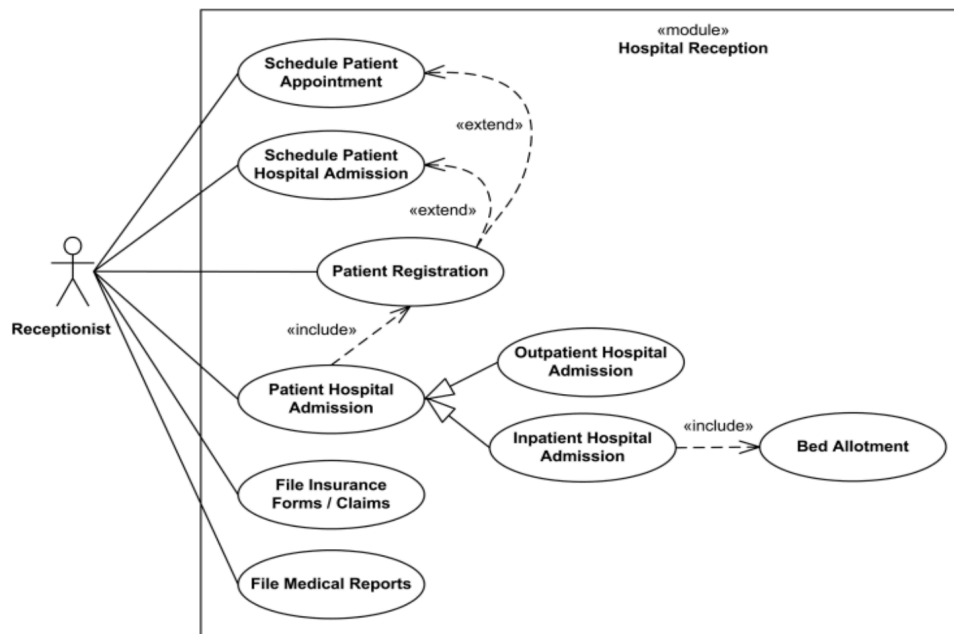 «module»
Hospital Reception
Schedule Patient
Appointment
«extend»
Schedule Patient
Hospital Admission
«extend»
Patient Registration
Receptionist
«include»
Outpatient Hospital
Admission
Patient Hospital
Admission
«include»
Inpatient Hospital
Admission
Bed Allotment
File Insurance
Forms / Claims
File Medical Reports